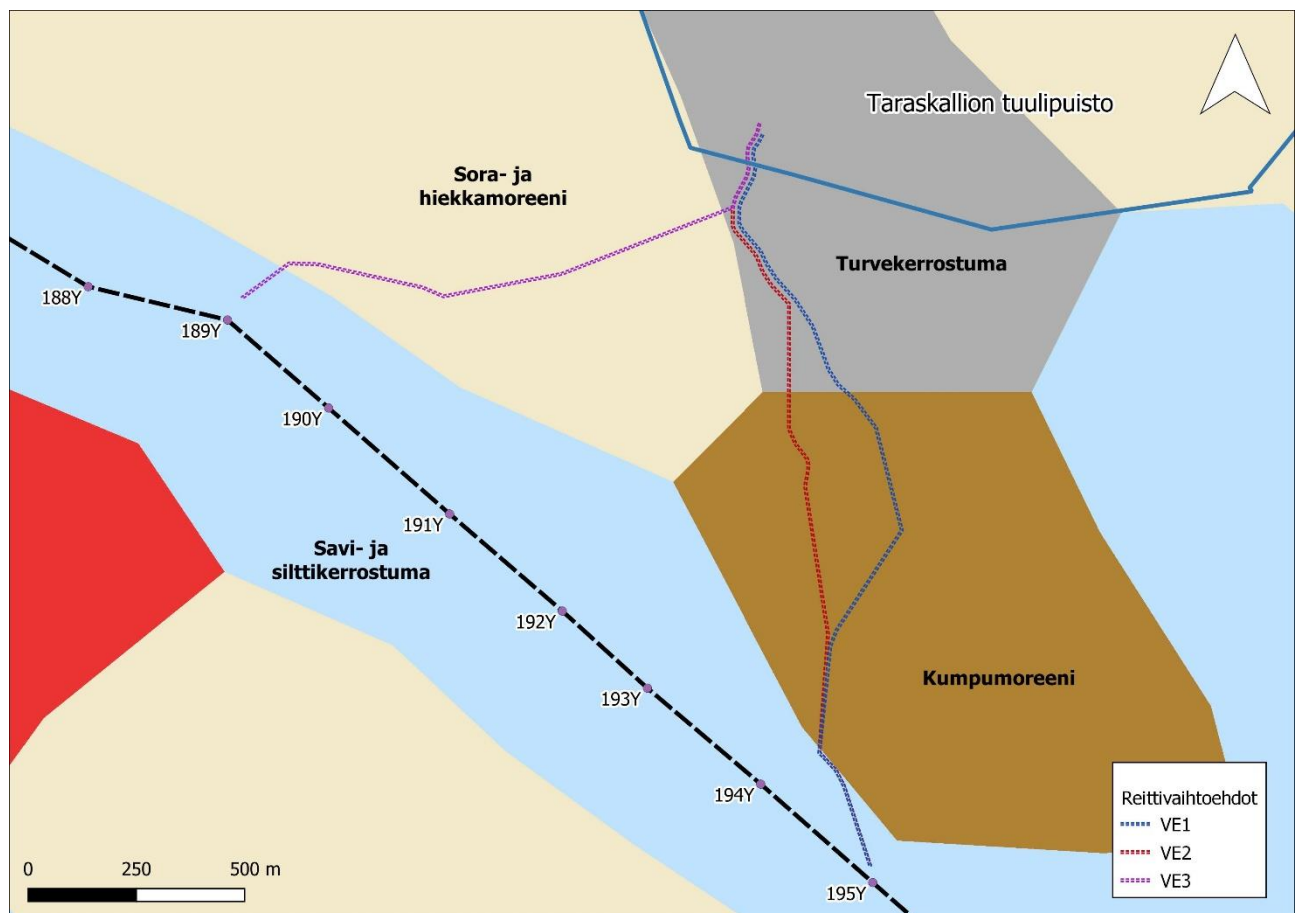 Taraskallion tuulipuisto
Sora- ja
hiekkamoreeni
Turvekerrostuma
188Y
189Y
190Y
191Y
Savi- ja
silttikerrostuma
192Y
193Y
Kumpumoreeni
194Y
195Y
Reittivaihtoehdot
VE1
VE2
VE3
0 250 500 m